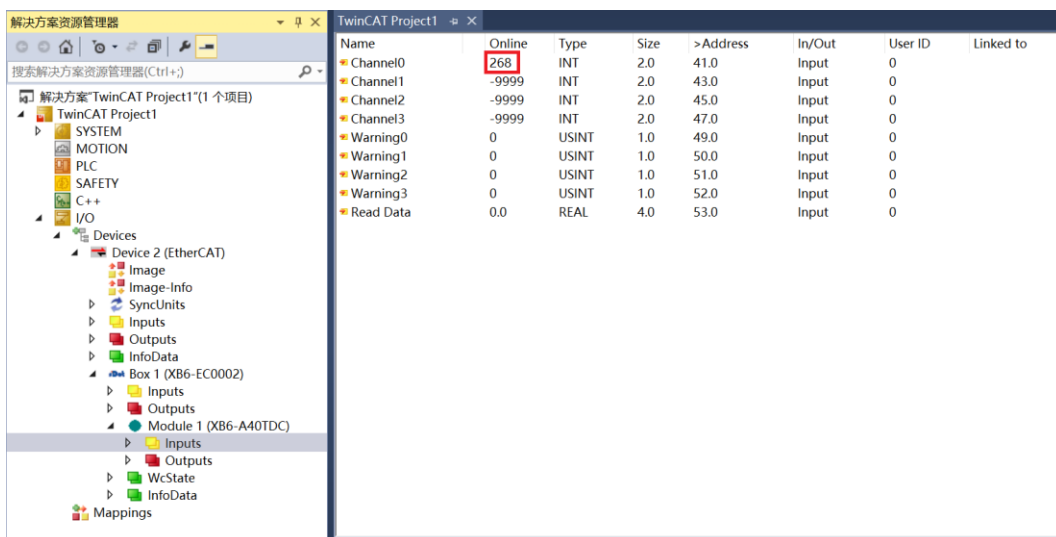 解决方案资源管理器
搜索解决方案资源管理器(Ctrl+;)
解决方案"TwinCAT Project1"(1 个项目)
TwinCAT Project1
SYSTEM
MOTION
PLC
SAFETY
C++
I/O
Devices
Device 2 (EtherCAT)
Image
Image-Info
SyncUnits
Inputs
Outputs
InfoData
Box 1 (XB6-EC0002)
Inputs
Outputs
Module 1 (XB6-A40TDC)
Inputs
Outputs
WcState
InfoData
Mappings
TwinCAT Project1
Name Online Type Size >Address In/Out User ID Linked to
Channel0 268 INT 2.0 41.0 Input 0
Channel1 -9999 INT 2.0 43.0 Input 0
Channel2 -9999 INT 2.0 45.0 Input 0
Channel3 -9999 INT 2.0 47.0 Input 0
Warning0 0 USINT 1.0 49.0 Input 0
Warning1 0 USINT 1.0 50.0 Input 0
Warning2 0 USINT 1.0 51.0 Input 0
Warning3 0 USINT 1.0 52.0 Input 0
Read Data 0.0 REAL 4.0 53.0 Input 0